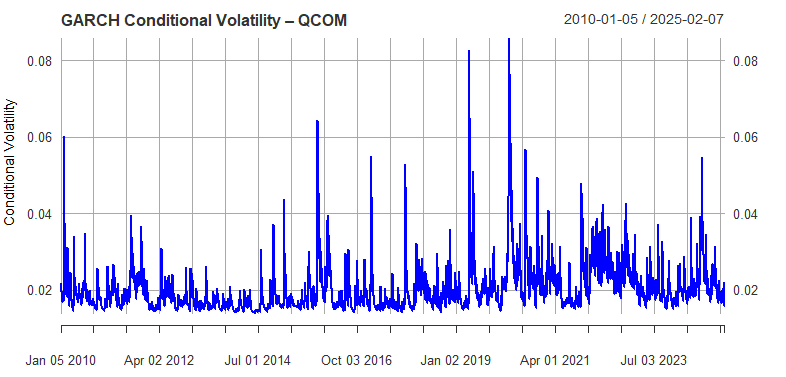 GARCH Conditional Volatility – QCOM
2010-01-05 / 2025-02-07
Conditional Volatility
0.08
0.06
0.04
0.02
0.08
0.06
0.04
0.02
Jan 05 2010
Apr 02 2012
Jul 01 2014
Oct 03 2016
Jan 02 2019
Apr 01 2021
Jul 03 2023